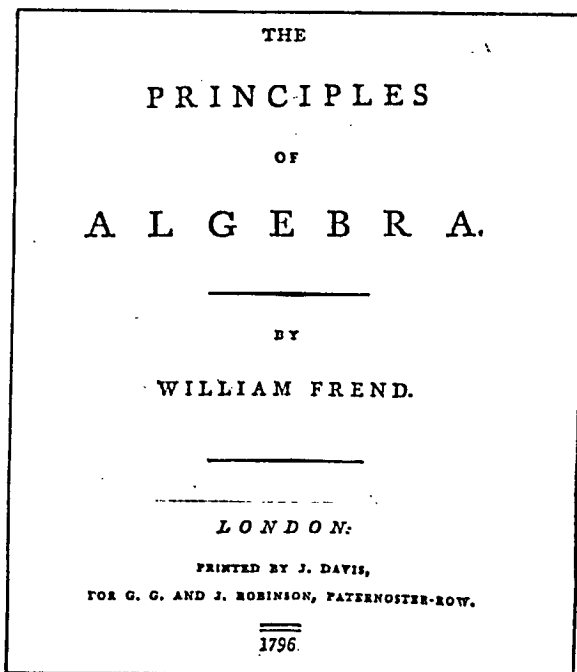 THE
PRINCIPLES
OF
ALGEBRA.
BY
WILLIAM FREND.
LONDON:
PRINTED BY J. DAVIS,
FOR G. G. AND J. ROBINSON, PATERNOSTER-ROW.
1796.